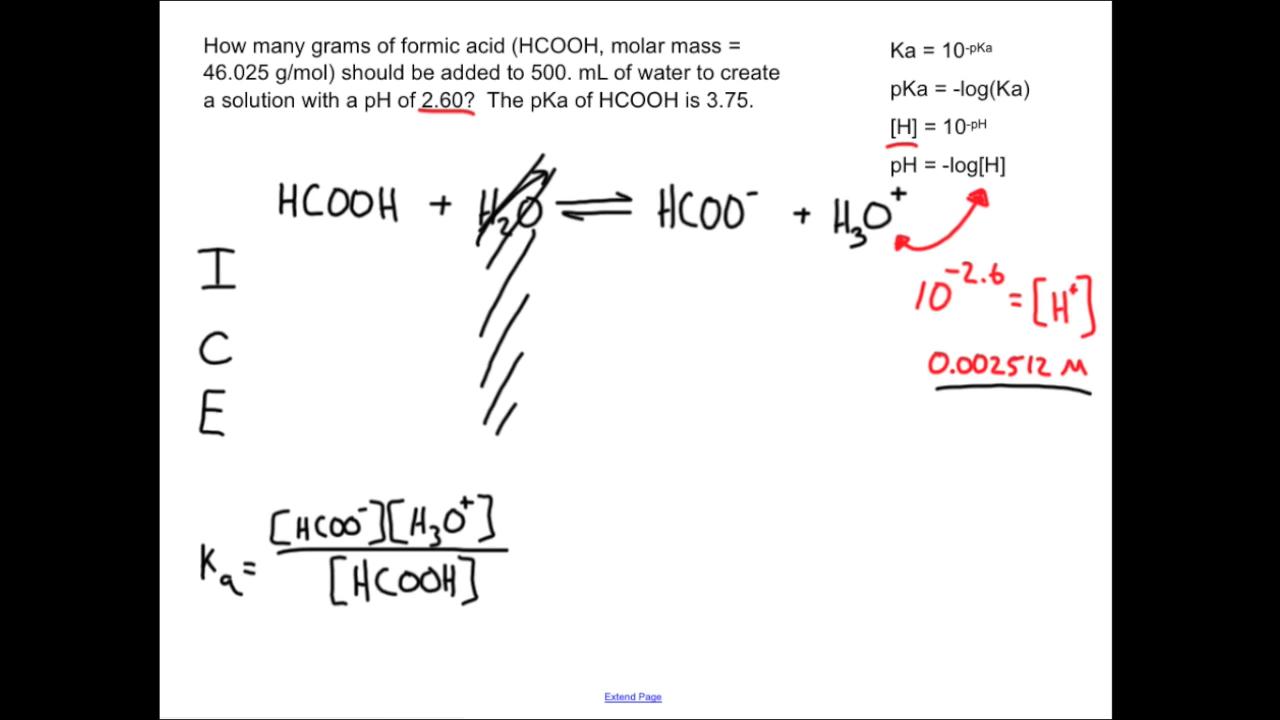 How many grams of formic acid (HCOOH, molar mass =
46.025 g/mol) should be added to 500. mL of water to create
a solution with a pH of 2.60? The pKa of HCOOH is 3.75.
Ka = 10^-pKa
pKa = -log(Ka)
[H] = 10^-pH
pH = -log[H]
HCOOH + H₂O ⇌ HCOO⁻ + H₃O⁺
I
C
E
10^-2.6 = [H⁺]
0.002512 M
Kₐ = [HCOO⁻][H₃O⁺] / [HCOOH]
Extend Page